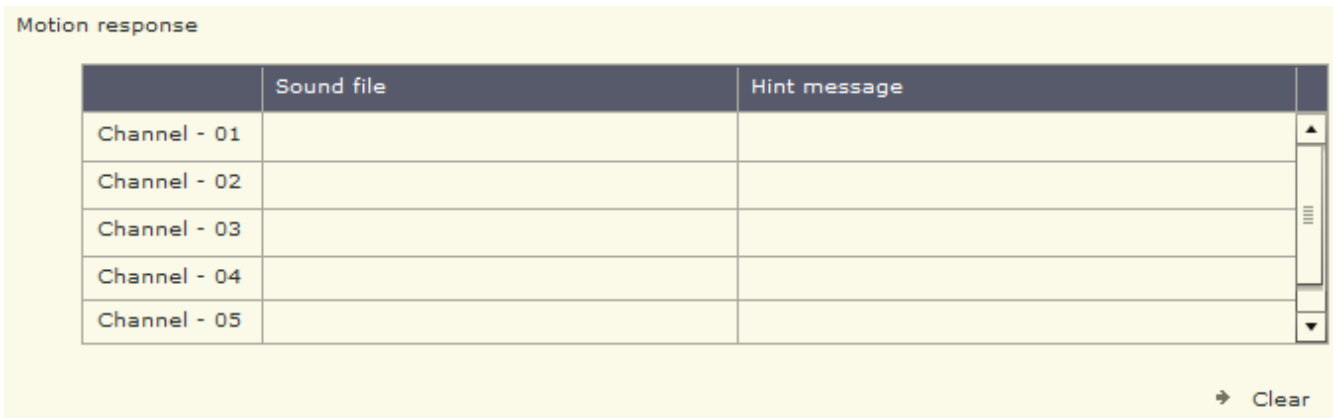 Motion response
Sound file Hint message
Channel - 01
Channel - 02
Channel - 03
Channel - 04
Channel - 05
Clear